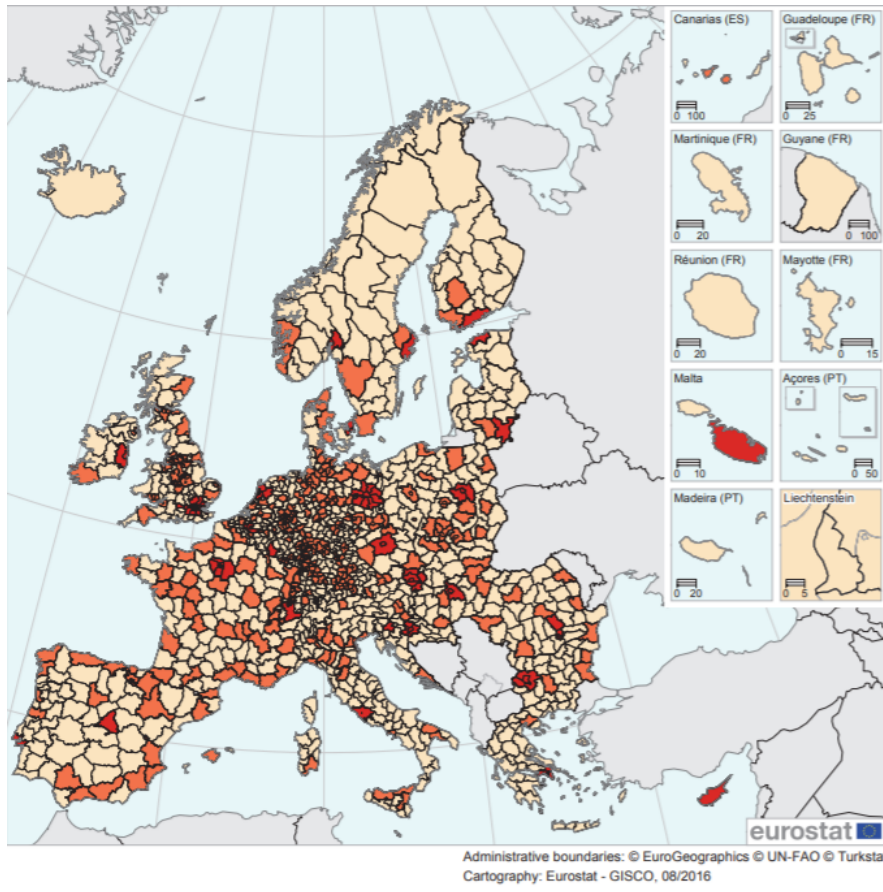 Canarias (ES)
0 100
Guadeloupe (FR)
0 25
Martinique (FR)
0 20
Guyane (FR)
0 100
Réunion (FR)
0 20
Mayotte (FR)
0 15
Malta
0 10
Açores (PT)
0 50
Madeira (PT)
0 20
Liechtenstein
0 5
eurostat
Administrative boundaries: © EuroGeographics © UN-FAO © Turksta
Cartography: Eurostat - GISCO, 08/2016